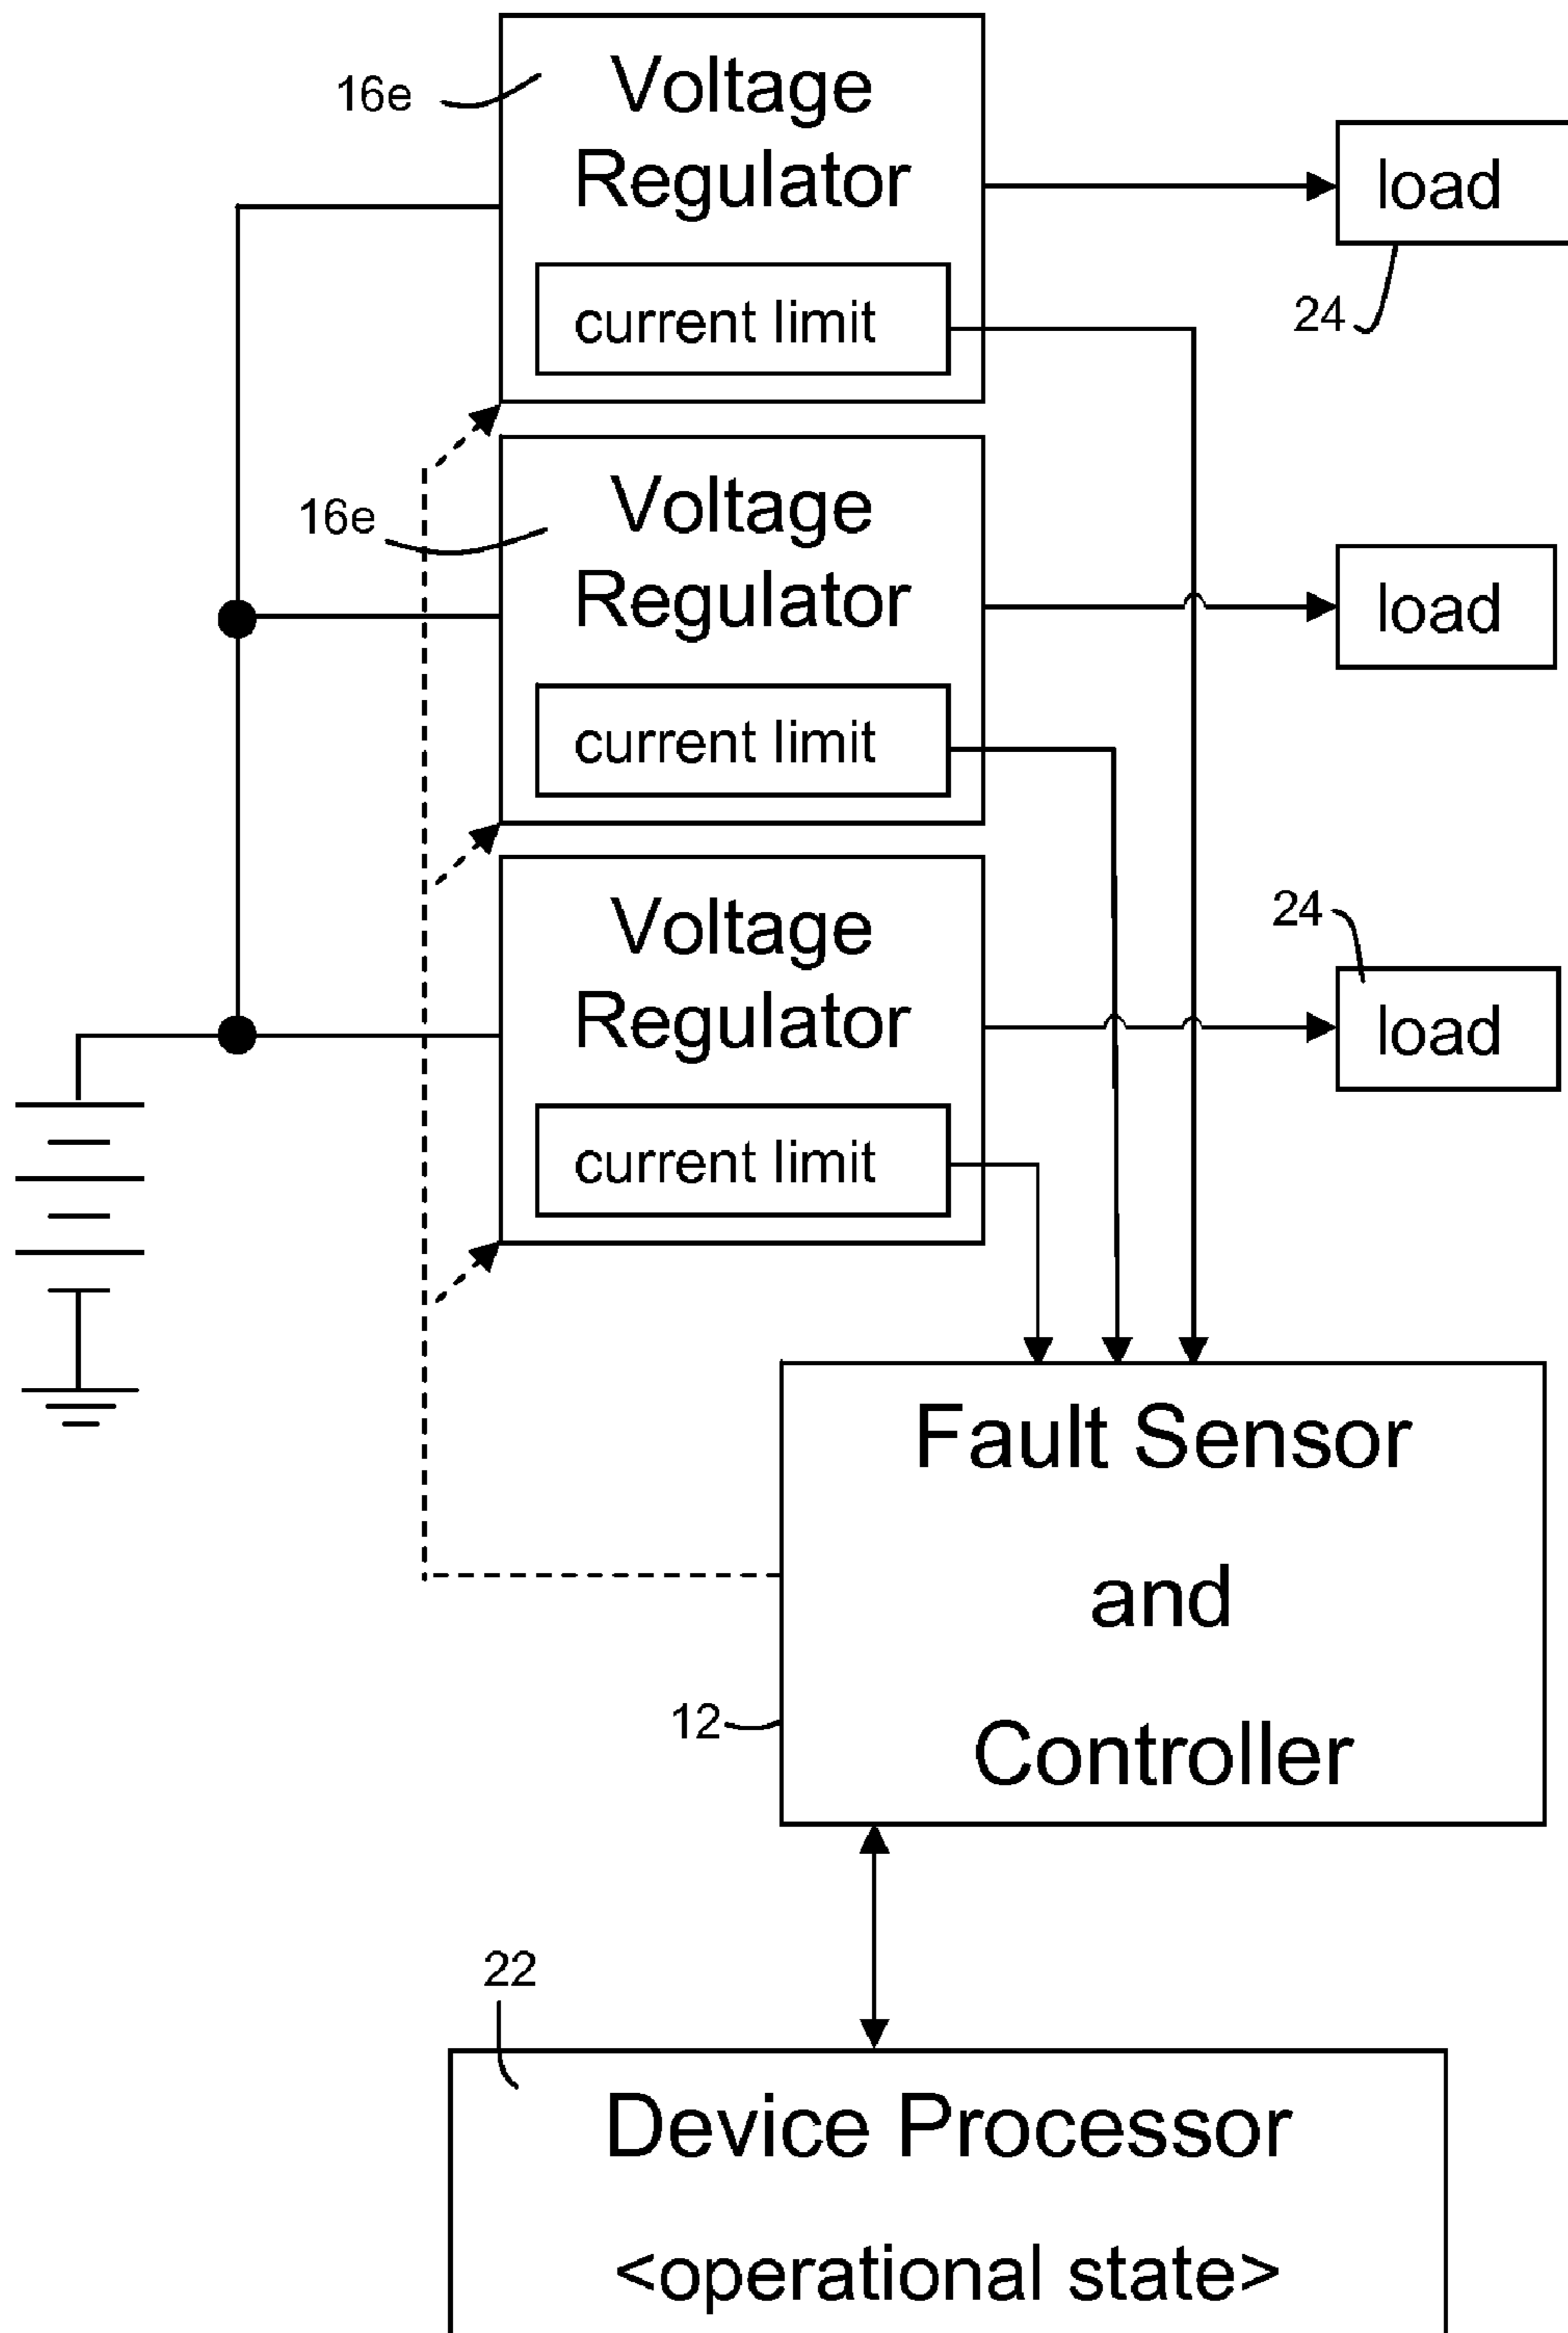 16e
Voltage
Regulator
load
current limit
24
16e
Voltage
Regulator
load
current limit
24
Voltage
Regulator
load
current limit
Fault Sensor
and
12
Controller
22
Device Processor
<operational state>